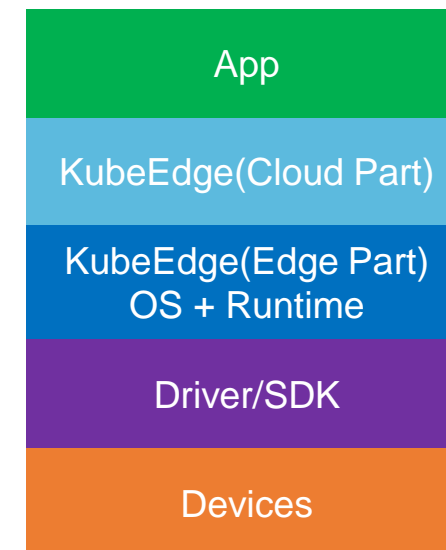 App
KubeEdge(Cloud Part)
KubeEdge(Edge Part)
OS + Runtime
Driver/SDK
Devices